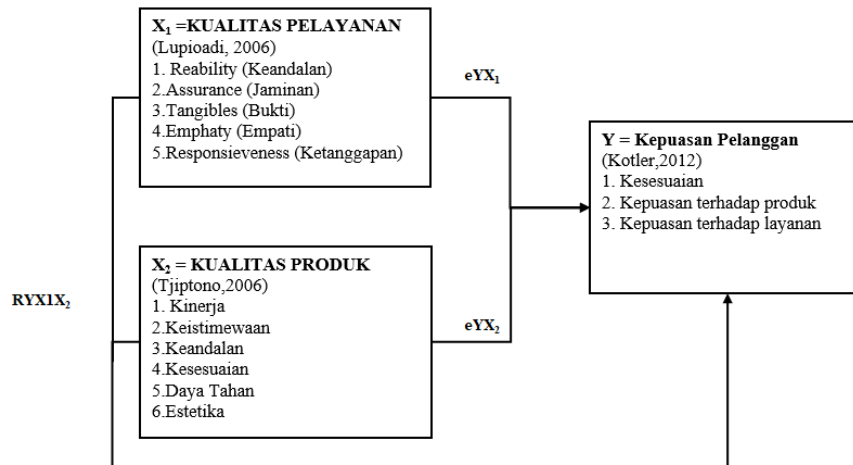 X₁ =KUALITAS PELAYANAN
(Lupioadi, 2006)
1. Reability (Keandalan)
2.Assurance (Jaminan)
3.Tangibles (Bukti)
4.Emphaty (Empati)
5.Responsieveness (Ketanggapan)
eYX₁
Y = Kepuasan Pelanggan
(Kotler,2012)
1. Kesesuaian
2. Kepuasan terhadap produk
3. Kepuasan terhadap layanan
X₂ = KUALITAS PRODUK
(Tjiptono,2006)
1. Kinerja
2.Keistimewaan
3.Keandalan
4.Kesesuaian
5.Daya Tahan
6.Estetika
RYX1X₂
eYX₂